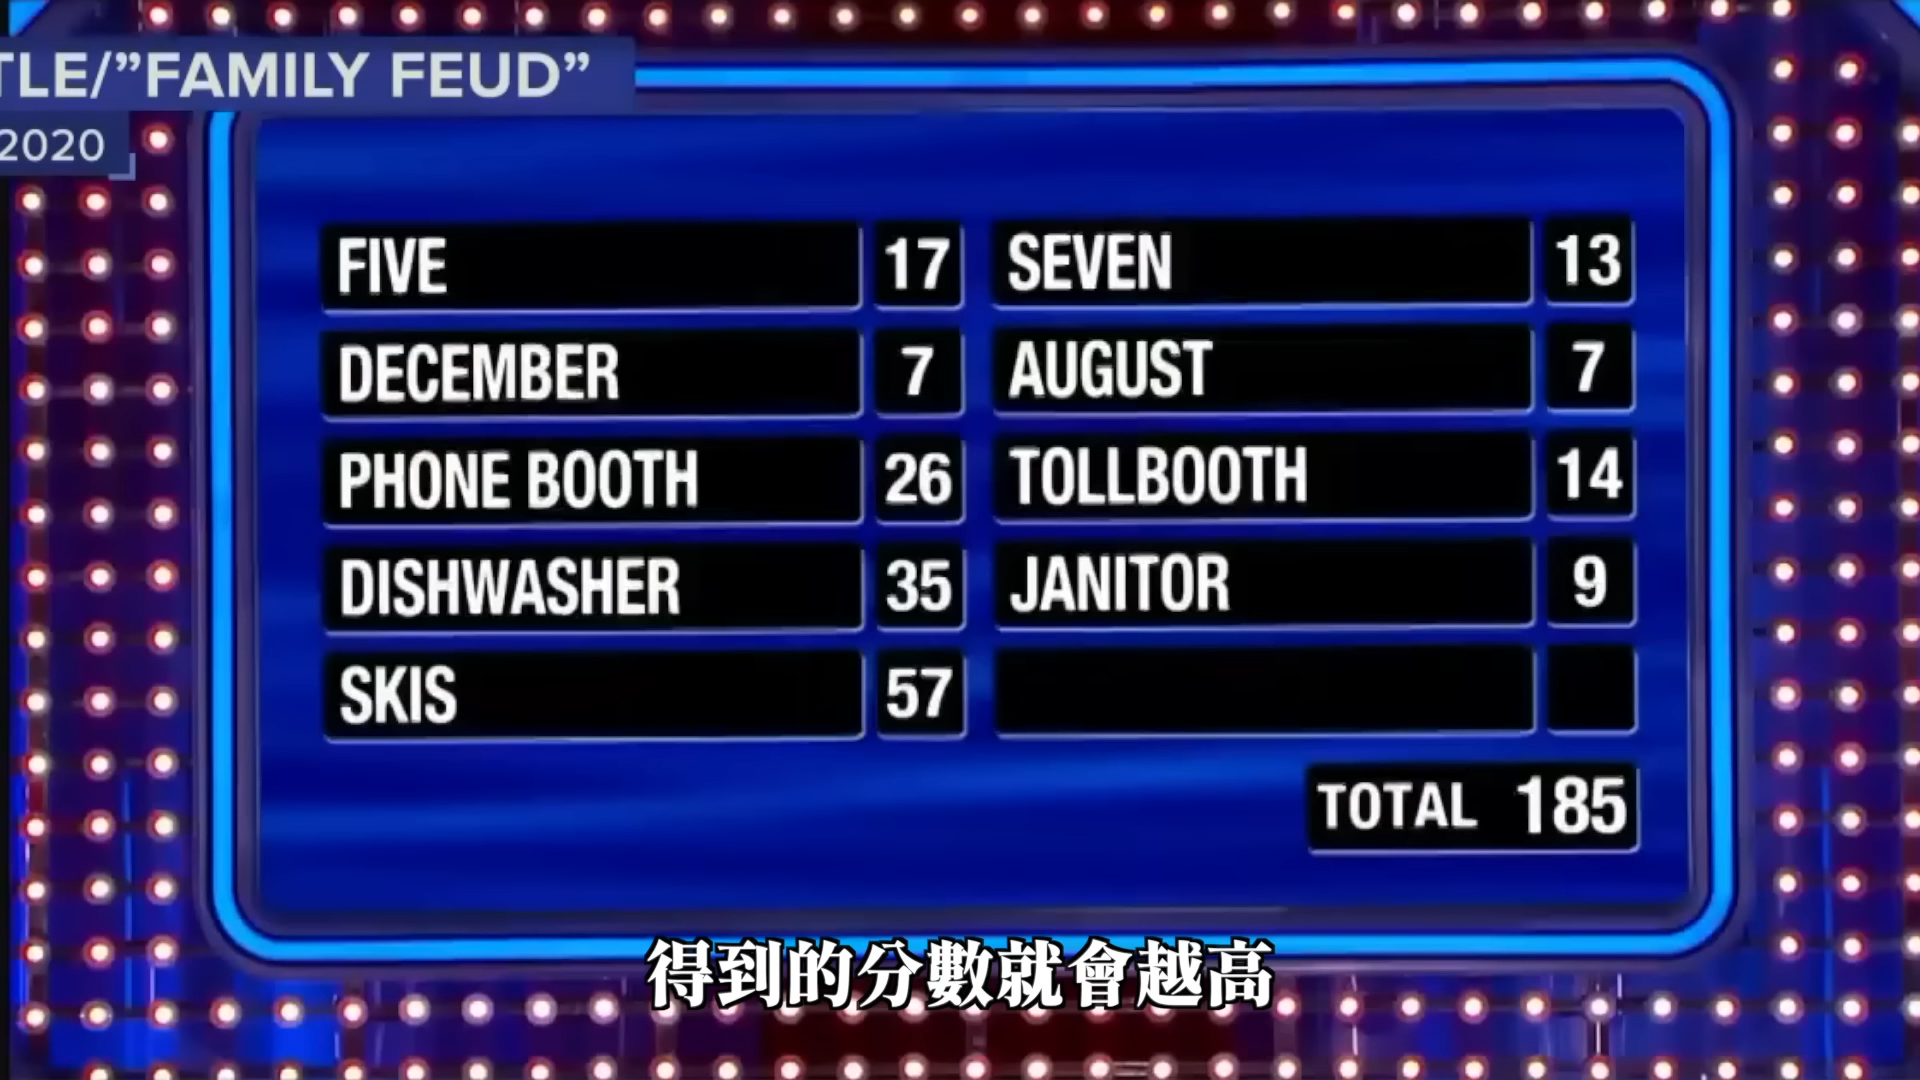 TLE/”FAMILY FEUD”
2020
FIVE 17 SEVEN 13
DECEMBER 7 AUGUST 7
PHONE BOOTH 26 TOLLBOOTH 14
DISHWASHER 35 JANITOR 9
SKIS 57
TOTAL 185
得到的分數就會越高